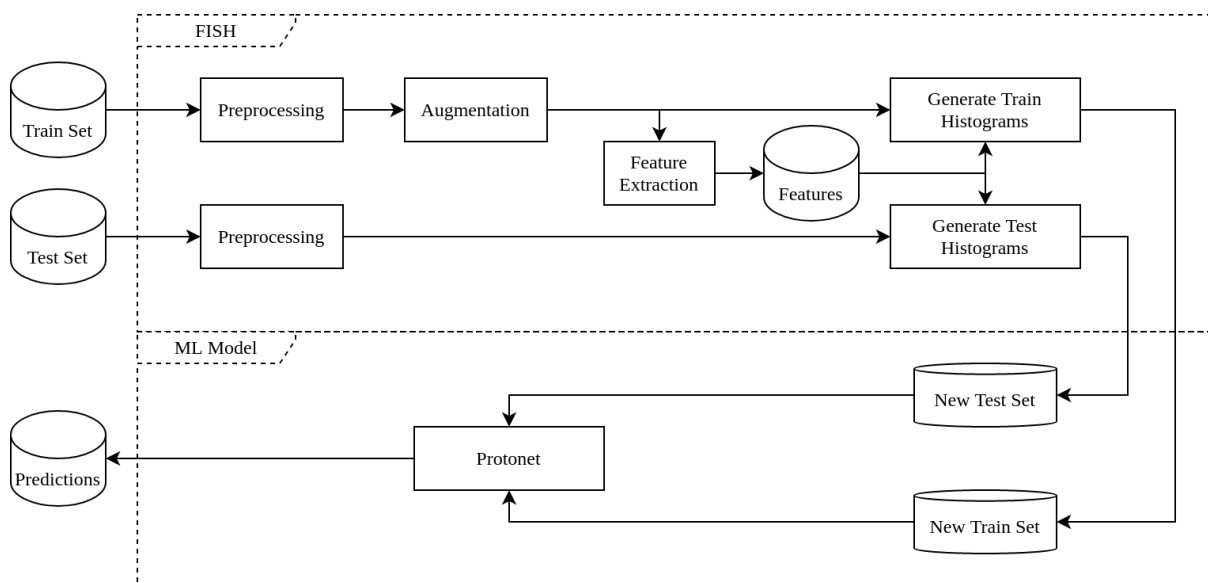 FISH
Train Set
Preprocessing
Augmentation
Generate Train
Histograms
Feature
Extraction
Features
Test Set
Preprocessing
Generate Test
Histograms
ML Model
New Test Set
Predictions
Protonet
New Train Set